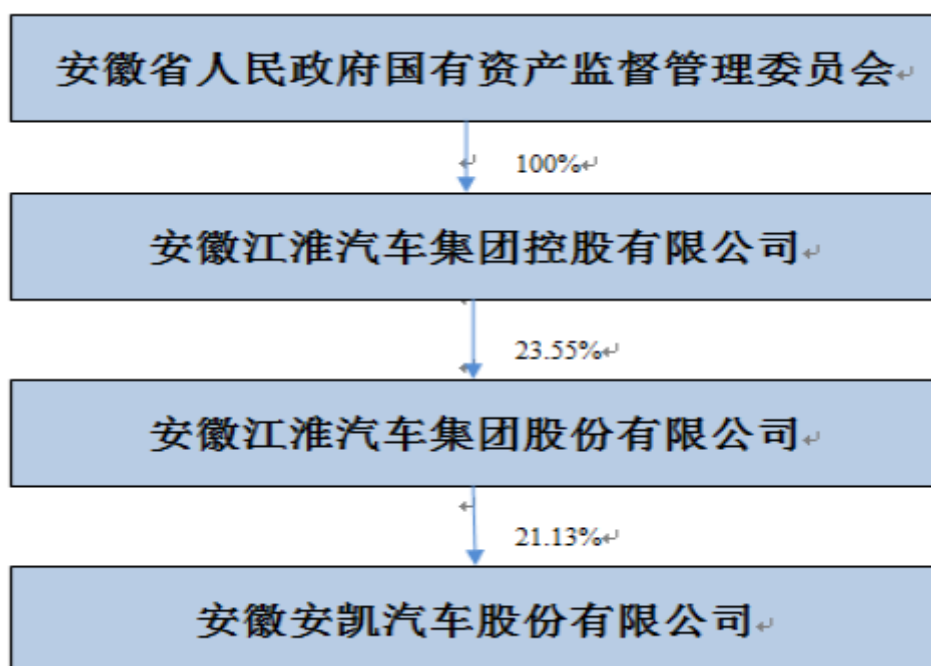 安徽省人民政府国有资产监督管理委员会
100%
安徽江淮汽车集团控股有限公司
23.55%
安徽江淮汽车集团股份有限公司
21.13%
安徽安凯汽车股份有限公司